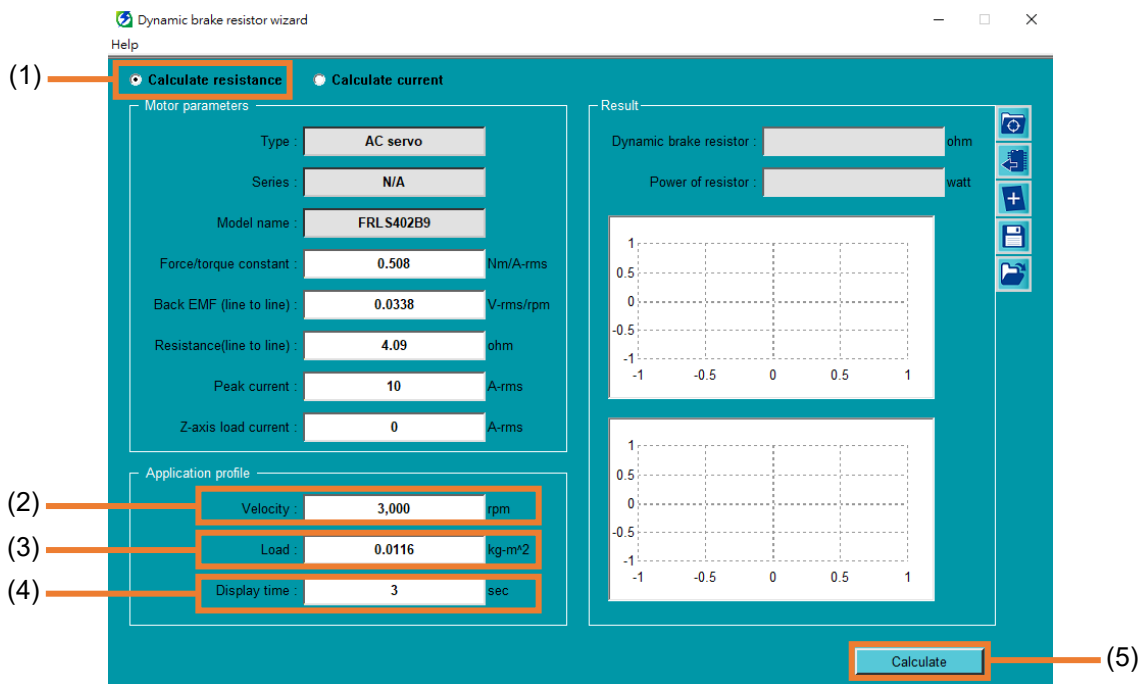 Dynamic brake resistor wizard
Help
(1)
Calculate resistance
Calculate current
Motor parameters
Type : AC servo
Series : N/A
Model name : FRLS402B9
Force/torque constant : 0.508 Nm/A-rms
Back EMF (line to line) : 0.0338 V-rms/rpm
Resistance(line to line) : 4.09 ohm
Peak current : 10 A-rms
Z-axis load current : 0 A-rms
Application profile
(2) Velocity : 3,000 rpm
(3) Load : 0.0116 kg-m^2
(4) Display time : 3 sec
Result
Dynamic brake resistor : ohm
Power of resistor : watt
1
0.5
0
-0.5
-1
-1 -0.5 0 0.5 1
1
0.5
0
-0.5
-1
-1 -0.5 0 0.5 1
Calculate (5)